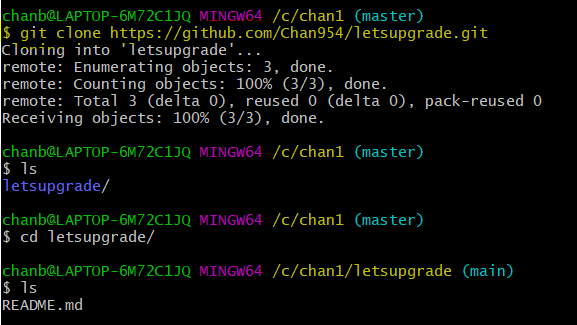 chanb@LAPTOP-6M72C1JQ MINGW64 /c/chan1 (master)
$ git clone https://github.com/Chan954/letsupgrade.git
Cloning into 'letsupgrade'...
remote: Enumerating objects: 3, done.
remote: Counting objects: 100% (3/3), done.
remote: Total 3 (delta 0), reused 0 (delta 0), pack-reused 0
Receiving objects: 100% (3/3), done.
chanb@LAPTOP-6M72C1JQ MINGW64 /c/chan1 (master)
$ ls
letsupgrade/
chanb@LAPTOP-6M72C1JQ MINGW64 /c/chan1 (master)
$ cd letsupgrade/
chanb@LAPTOP-6M72C1JQ MINGW64 /c/chan1/letsupgrade (main)
$ ls
README.md